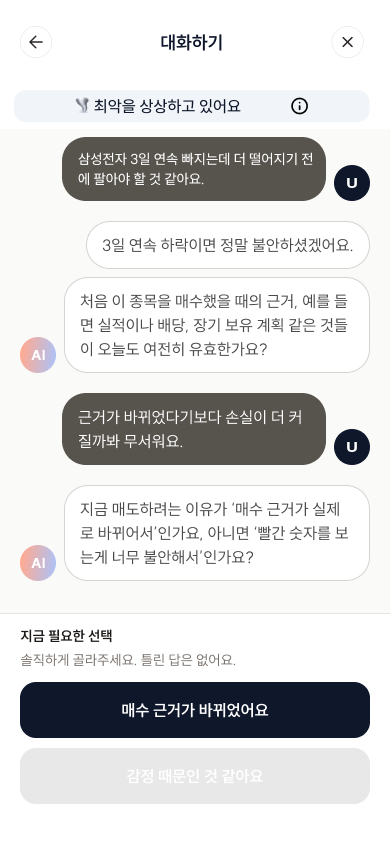 대화하기
최악을 상상하고 있어요
삼성전자 3일 연속 빠지는데 더 떨어지기 전
에 팔아야 할 것 같아요.
U
3일 연속 하락이면 정말 불안하셨겠어요.
처음 이 종목을 매수했을 때의 근거, 예를 들
면 실적이나 배당, 장기 보유 계획 같은 것들
이 오늘도 여전히 유효한가요?
AI
근거가 바뀌었다기보다 손실이 더 커
질까봐 무서워요.
U
지금 매도하려는 이유가 '매수 근거가 실제
로 바뀌어서'인가요, 아니면 '빨간 숫자를 보
는게 너무 불안해서'인가요?
AI
지금 필요한 선택
솔직하게 골라주세요. 틀린 답은 없어요.
매수 근거가 바뀌었어요
감정 때문인 것 같아요